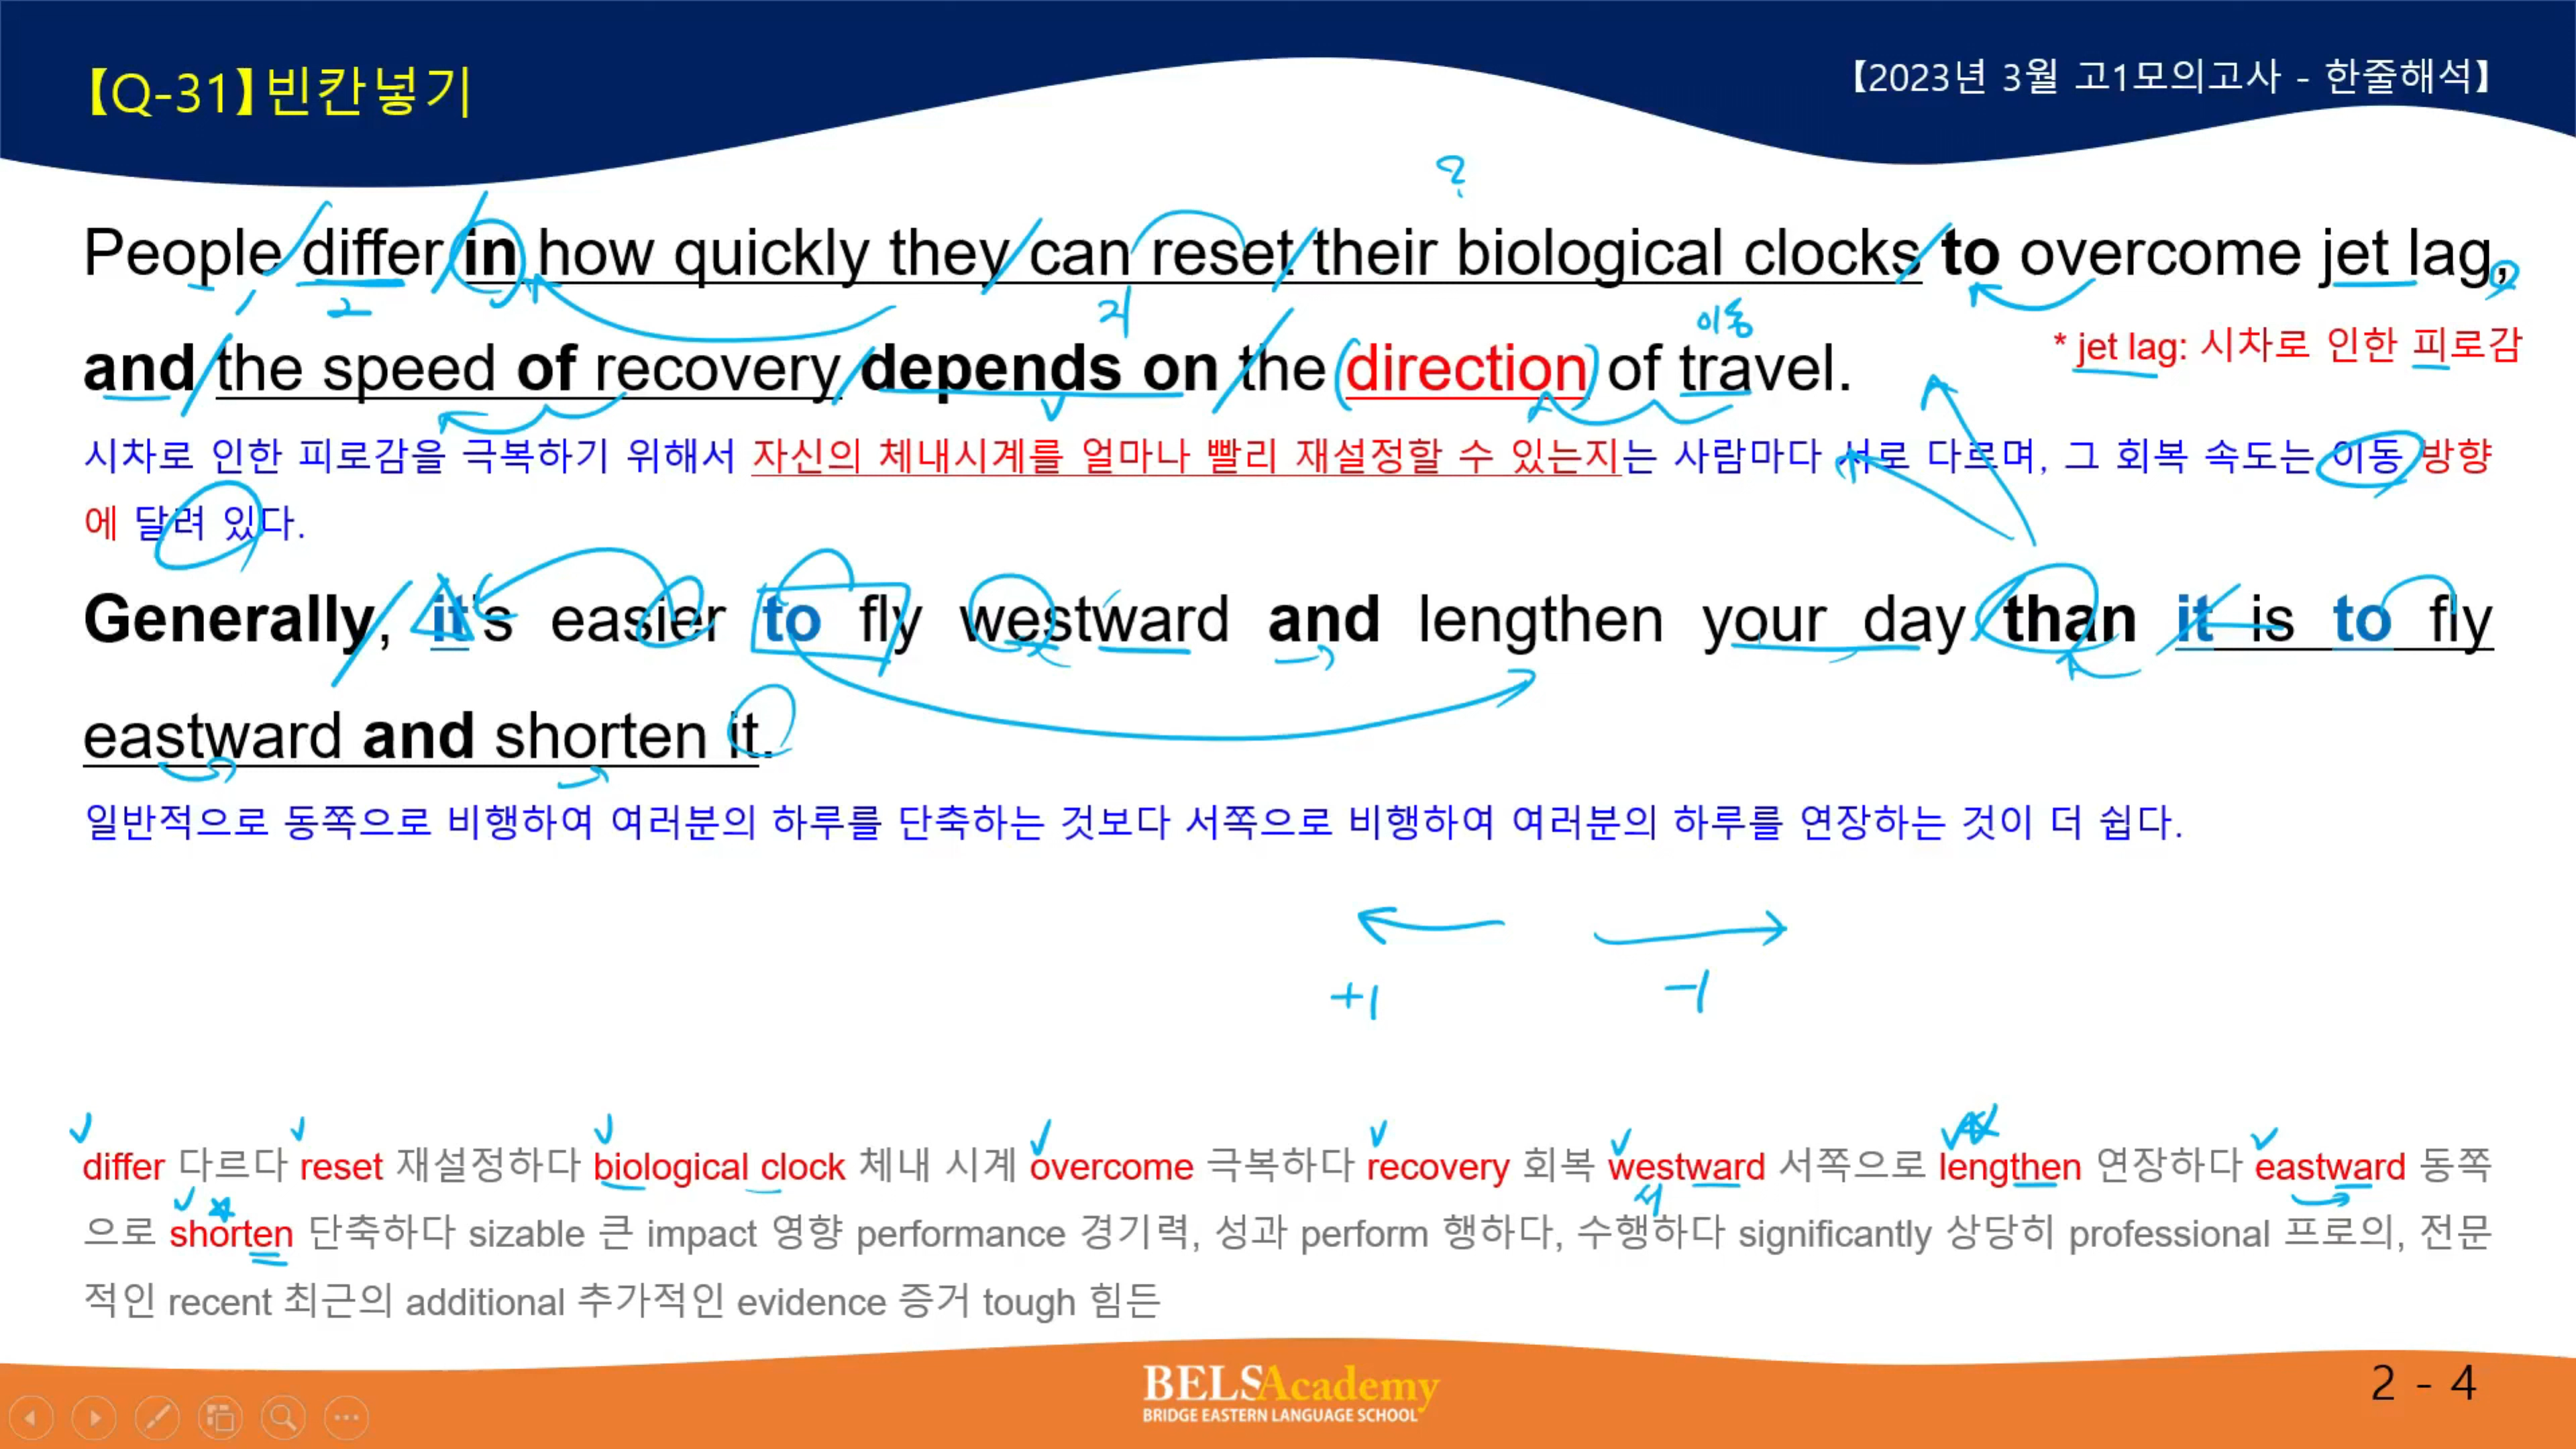 【Q-31】빈칸넣기
【2023년 3월 고1모의고사 - 한줄해석】
?
People differ in how quickly they can reset their biological clocks to overcome jet lag,
2
재
이동
and the speed of recovery depends on the direction of travel.
* jet lag: 시차로 인한 피로감
시차로 인한 피로감을 극복하기 위해서 자신의 체내시계를 얼마나 빨리 재설정할 수 있는지는 사람마다 서로 다르며, 그 회복 속도는 이동 방향
에 달려 있다.
Generally, it's easier to fly westward and lengthen your day than it is to fly
eastward and shorten it.
일반적으로 동쪽으로 비행하여 여러분의 하루를 단축하는 것보다 서쪽으로 비행하여 여러분의 하루를 연장하는 것이 더 쉽다.
+1 -1
differ 다르다 reset 재설정하다 biological clock 체내 시계 overcome 극복하다 recovery 회복 westward 서쪽으로 lengthen 연장하다 eastward 동쪽
서
으로 shorten 단축하다 sizable 큰 impact 영향 performance 경기력, 성과 perform 행하다, 수행하다 significantly 상당히 professional 프로의, 전문
적인 recent 최근의 additional 추가적인 evidence 증거 tough 힘든
BELSAcademy
BRIDGE EASTERN LANGUAGE SCHOOL
2 - 4